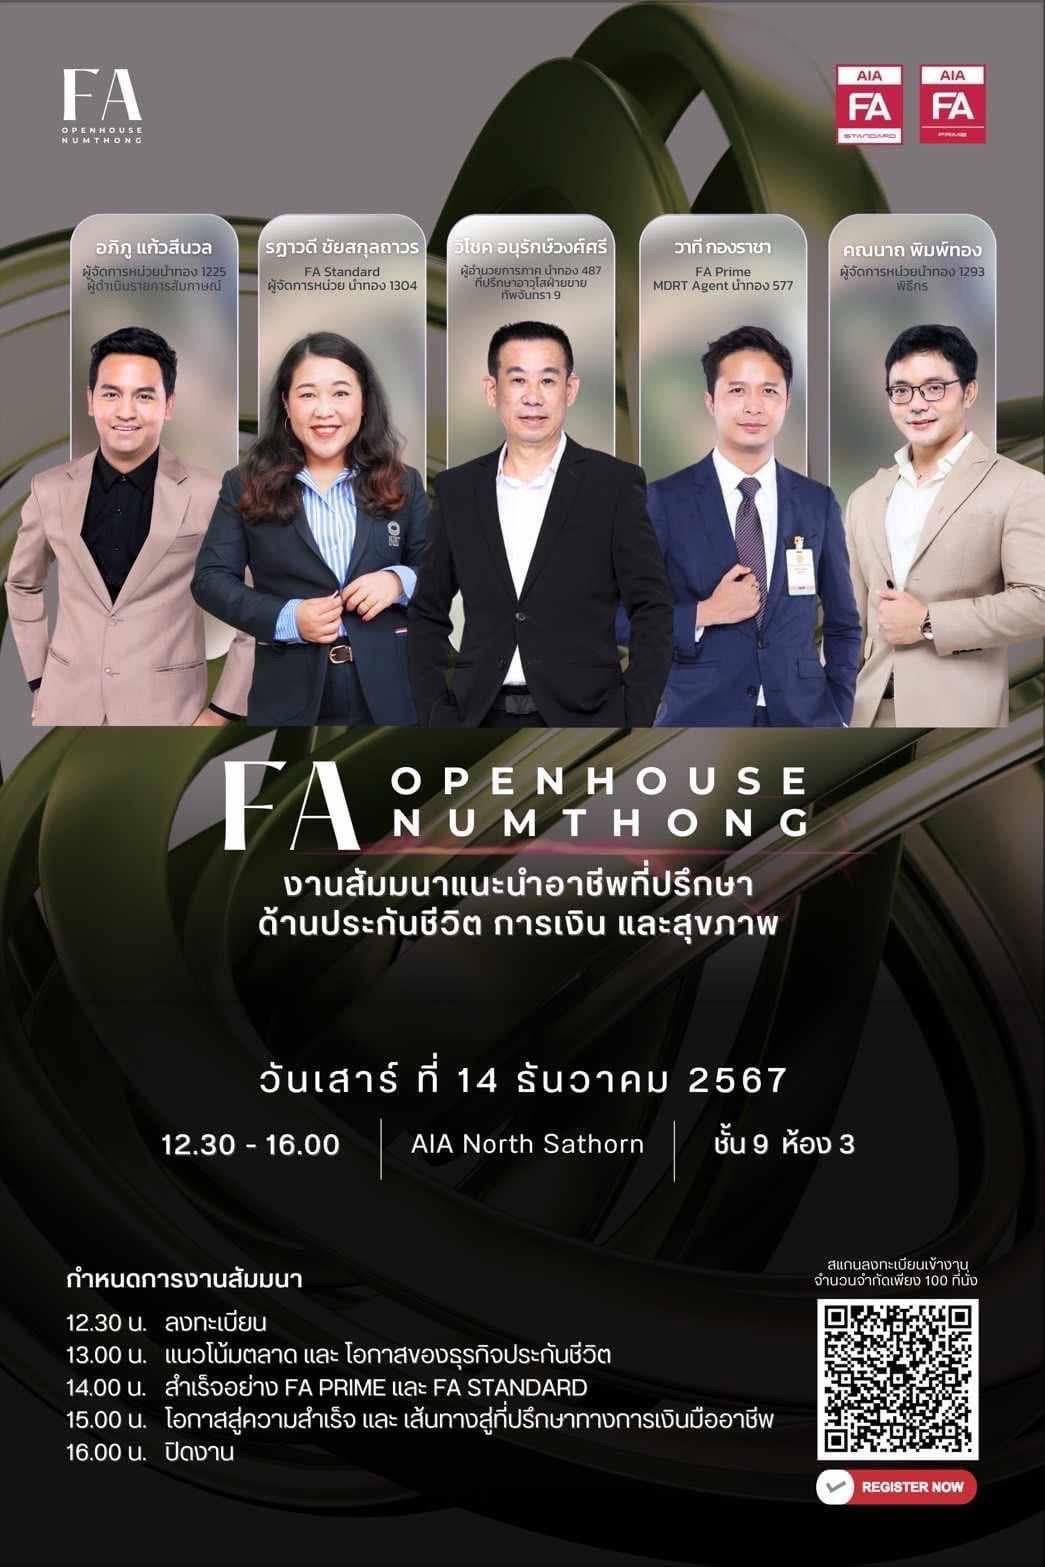 FA
OPENHOUSE
NUMTHONG
AIA
FA
STANDARD
AIA
FA
PRIME
อภิภู แก้วสีนวล
ผู้จัดการหน่วยนำทอง 1225
ผู้ดำเนินรายการสัมภาษณ์
รฎาวดี ชัยสกุลถาวร
FA Standard
ผู้จัดการหน่วย นำทอง 1304
วิโชค อนุรักษ์วงศ์ศรี
ผู้อำนวยการภาค นำทอง 487
ที่ปรึกษาอาวุโสฝ่ายขาย
ทัพจันทรา 9
วาที กองราชา
FA Prime
MDRT Agent นำทอง 577
คณนาถ พิมพ์ทอง
ผู้จัดการหน่วยนำทอง 1293
พิธีกร
FA OPENHOUSE
NUMTHONG
งานสัมมนาแนะนำอาชีพที่ปรึกษา
ด้านประกันชีวิต การเงิน และสุขภาพ
วันเสาร์ ที่ 14 ธันวาคม 2567
12.30 - 16.00 AIA North Sathorn ชั้น 9 ห้อง 3
กำหนดการงานสัมมนา
12.30 น. ลงทะเบียน
13.00 น. แนวโน้มตลาด และ โอกาสของธุรกิจประกันชีวิต
14.00 น. สำเร็จอย่าง FA PRIME และ FA STANDARD
15.00 น. โอกาสสู่ความสำเร็จ และ เส้นทางสู่ที่ปรึกษาทางการเงินมืออาชีพ
16.00 น. ปิดงาน
สแกนลงทะเบียนเข้างาน
จำนวนจำกัดเพียง 100 ที่นั่ง
REGISTER NOW